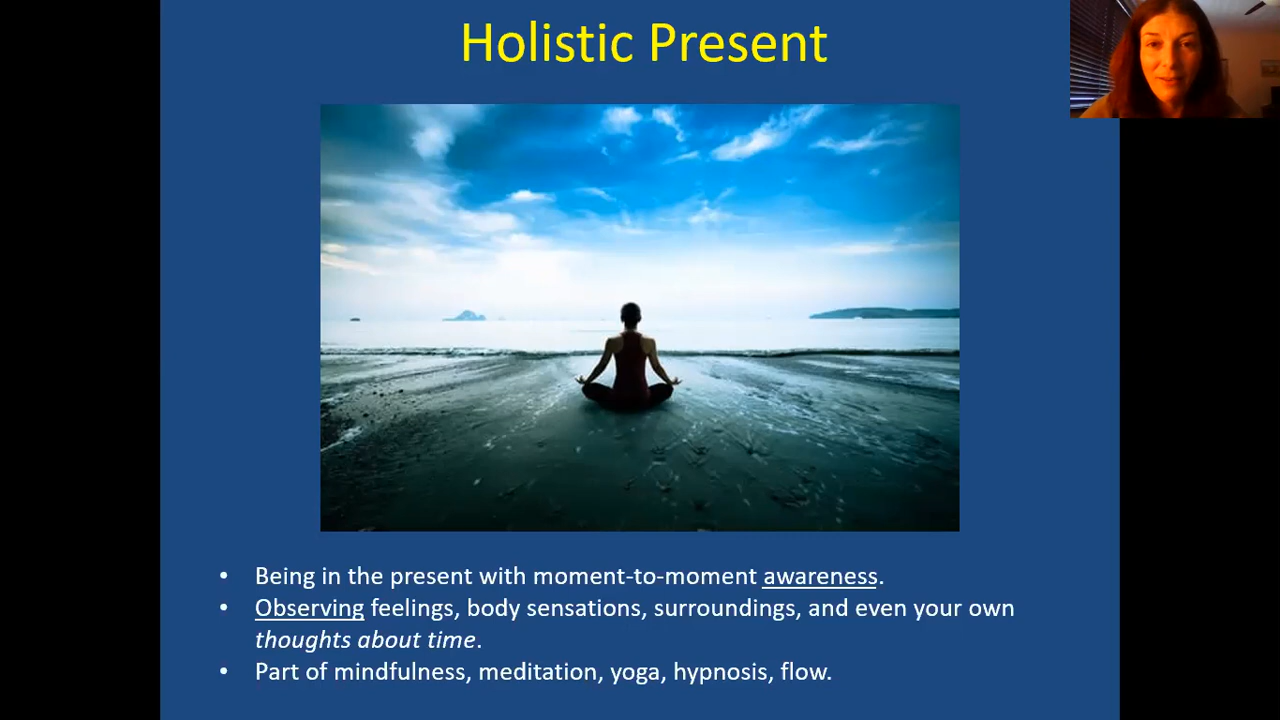 Holistic Present
• Being in the present with moment-to-moment awareness.
• Observing feelings, body sensations, surroundings, and even your own
thoughts about time.
• Part of mindfulness, meditation, yoga, hypnosis, flow.